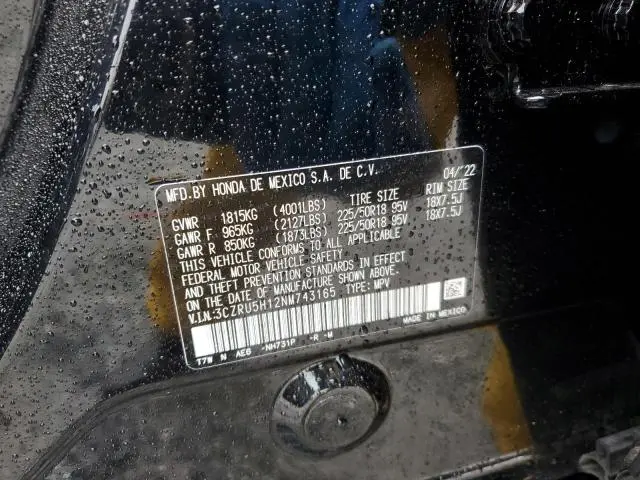 MFD.BY HONDA DE MEXICO S.A. DE C.V. 04/'22
GVWR 1815KG (4001LBS) TIRE SIZE RIM SIZE
GAWR F 965KG (2127LBS) 225/50R18 95V 18X7.5J
GAWR R 850KG (1873LBS) 225/50R18 95V 18X7.5J
THIS VEHICLE CONFORMS TO ALL APPLICABLE
FEDERAL MOTOR VEHICLE SAFETY
AND THEFT PREVENTION STANDARDS IN EFFECT
ON THE DATE OF MANUFACTURE SHOWN ABOVE.
V.I.N.:3CZRU5H12NM743165 TYPE: MPV
T7W N AE6 *NH731P *R -M
MADE IN MEXICO